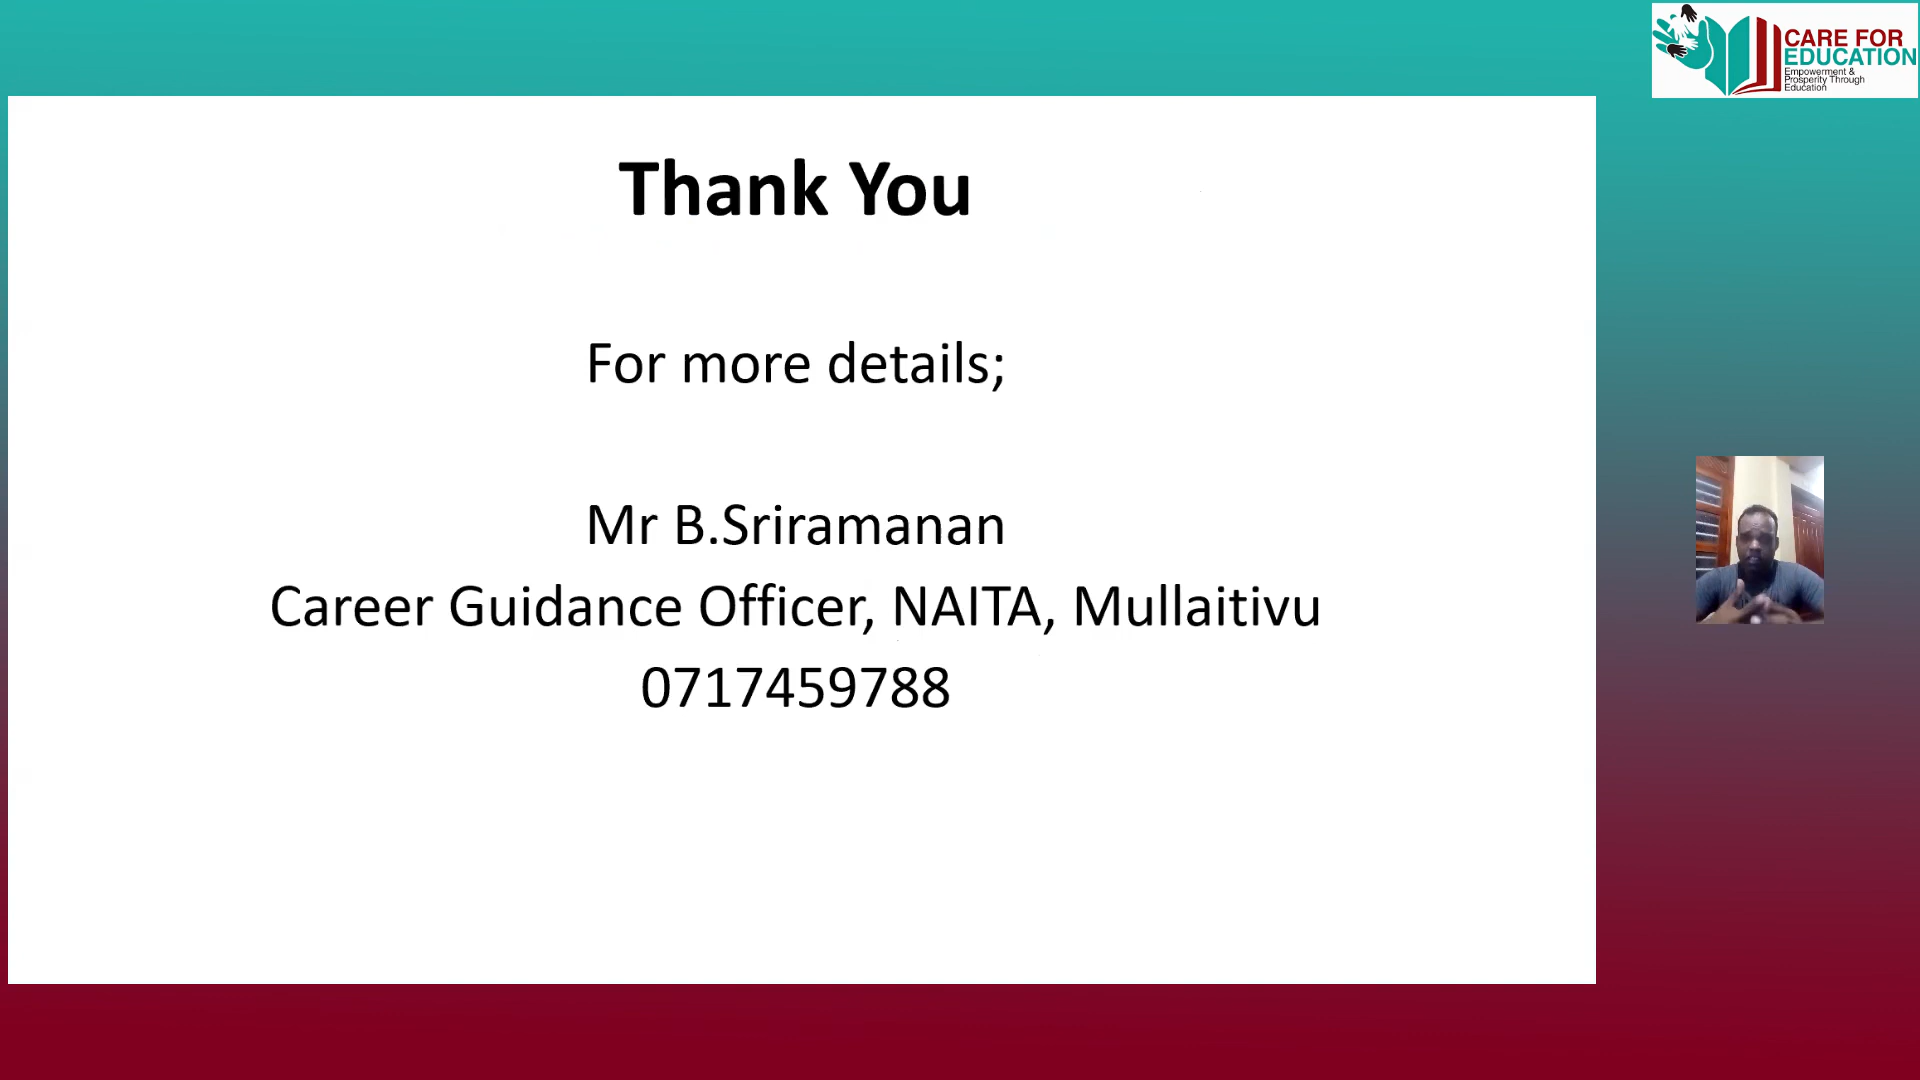 CARE FOR
EDUCATION
Empowerment &
Prosperity Through
Education
Thank You
For more details;
Mr B.Sriramanan
Career Guidance Officer, NAITA, Mullaitivu
0717459788